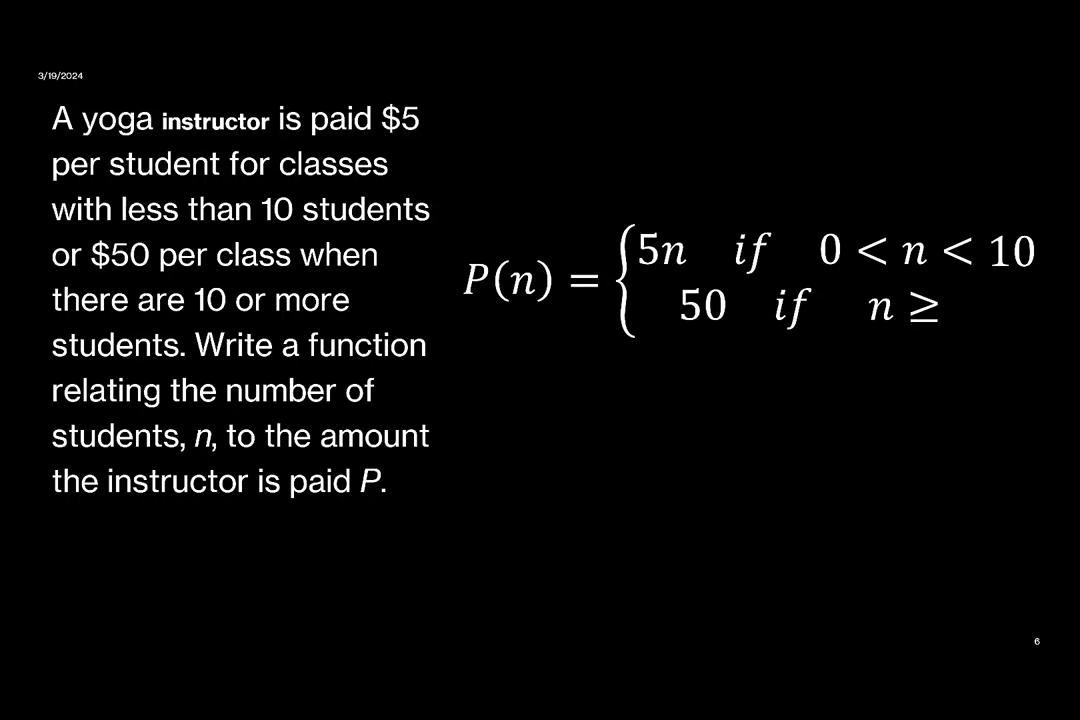 3/19/2024
A yoga instructor is paid $5
per student for classes
with less than 10 students
or $50 per class when
there are 10 or more
students. Write a function
relating the number of
students, n, to the amount
the instructor is paid P.
P(n) = {5n if 0 < n < 10
50 if n ≥
6